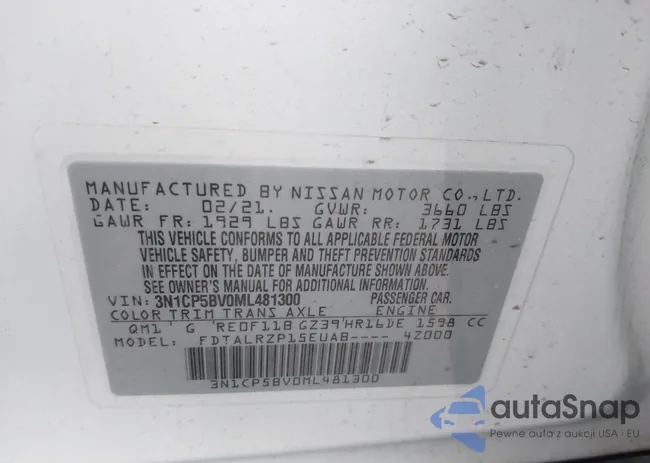 MANUFACTURED BY NISSAN MOTOR CO., LTD.
DATE: 02/21. GVWR: 3660 LBS
GAWR FR: 1929 LBS GAWR RR: 1731 LBS
THIS VEHICLE CONFORMS TO ALL APPLICABLE FEDERAL MOTOR
VEHICLE SAFETY, BUMPER AND THEFT PREVENTION STANDARDS
IN EFFECT ON THE DATE OF MANUFACTURE SHOWN ABOVE.
SEE OWNER'S MANUAL FOR ADDITIONAL INFORMATION.
VIN: 3N1CP5BV0ML481300 PASSENGER CAR.
COLOR TRIM TRANS AXLE ENGINE
QM1' G 'RE0F11B GZ39'HR16DE 1598 CC
MODEL: FDTALRZP15EUAB---- 4Z000
3N1CP5BV0ML481300
autaSnap
Pewne auta z aukcji USA i EU